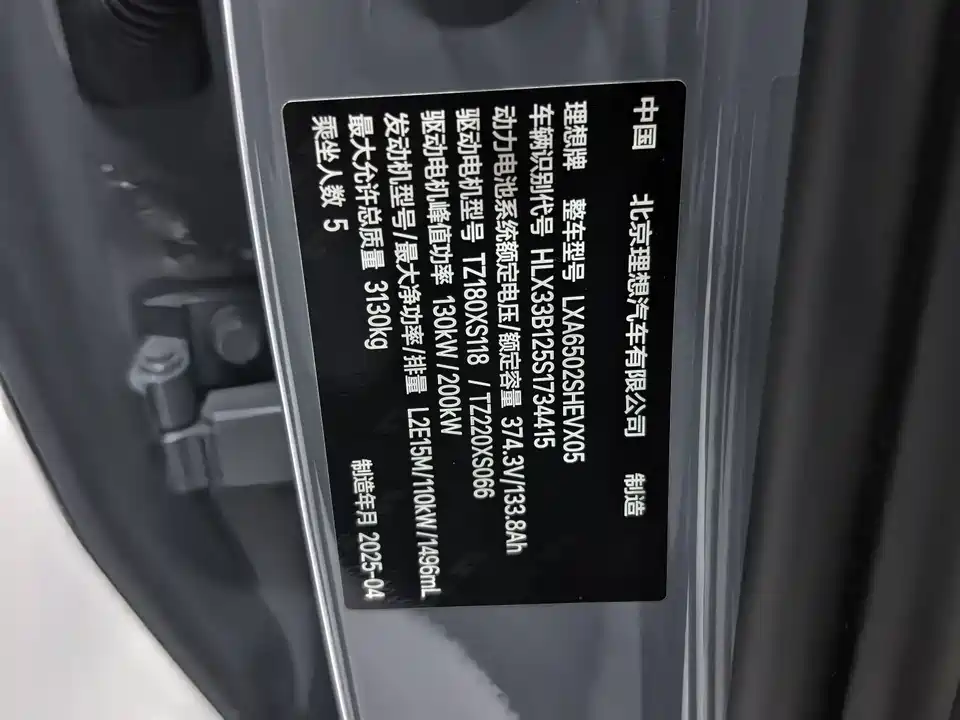 中国 北京理想汽车有限公司 制造
理想牌 整车型号 LXA6502SHEVX05
车辆识别代号 HLX33B125S1734415
动力电池系统额定电压/额定容量 374.3V/133.8Ah
驱动电机型号 TZ180XS118 /TZ220XS066
驱动电机峰值功率 130kW/200kW
发动机型号/最大净功率/排量 L2E15M/110kW/1496mL
最大允许总质量 3130kg 制造年月 2025-04
乘坐人数 5